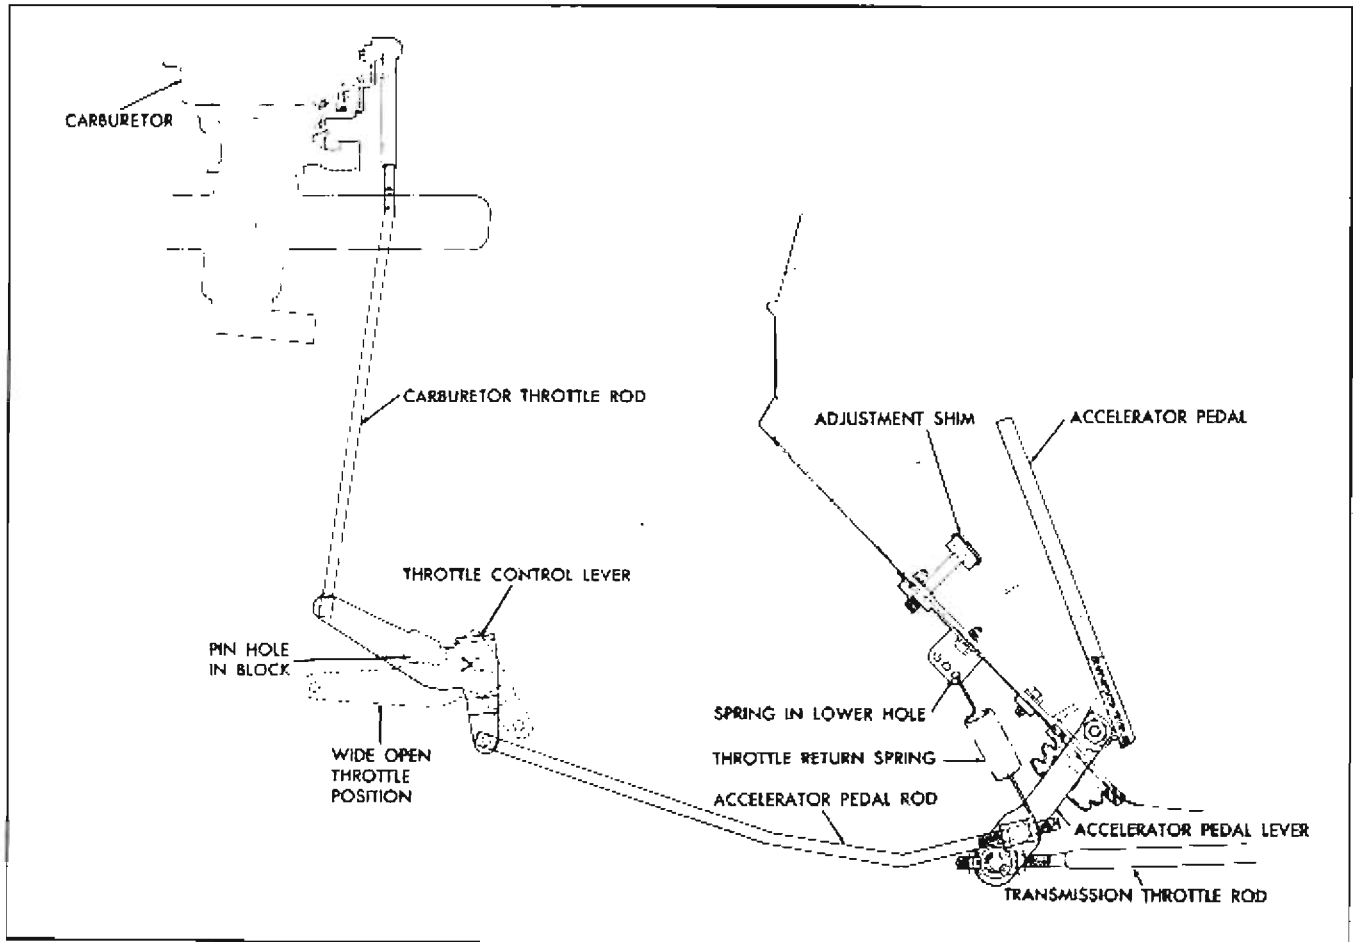 CARBURETOR
CARBURETOR THROTTLE ROD
ADJUSTMENT SHIM
ACCELERATOR PEDAL
THROTTLE CONTROL LEVER
PIN HOLE
IN BLOCK
SPRING IN LOWER HOLE
WIDE OPEN
THROTTLE
POSITION
THROTTLE RETURN SPRING
ACCELERATOR PEDAL ROD
ACCELERATOR PEDAL LEVER
TRANSMISSION THROTTLE ROD